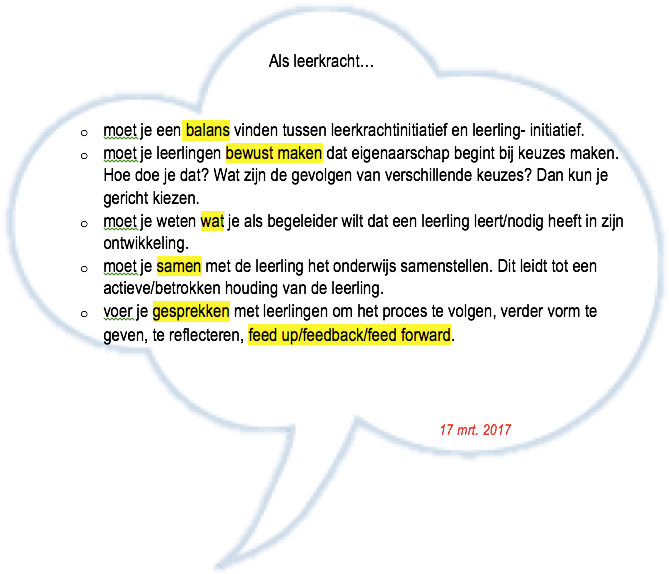 Als leerkracht…
o moet je een balans vinden tussen leerkrachtinitiatief en leerling- initiatief.
o moet je leerlingen bewust maken dat eigenaarschap begint bij keuzes maken.
Hoe doe je dat? Wat zijn de gevolgen van verschillende keuzes? Dan kun je
gericht kiezen.
o moet je weten wat je als begeleider wilt dat een leerling leert/nodig heeft in zijn
ontwikkeling.
o moet je samen met de leerling het onderwijs samenstellen. Dit leidt tot een
actieve/betrokken houding van de leerling.
o voer je gesprekken met leerlingen om het proces te volgen, verder vorm te
geven, te reflecteren, feed up/feedback/feed forward.
17 mrt. 2017